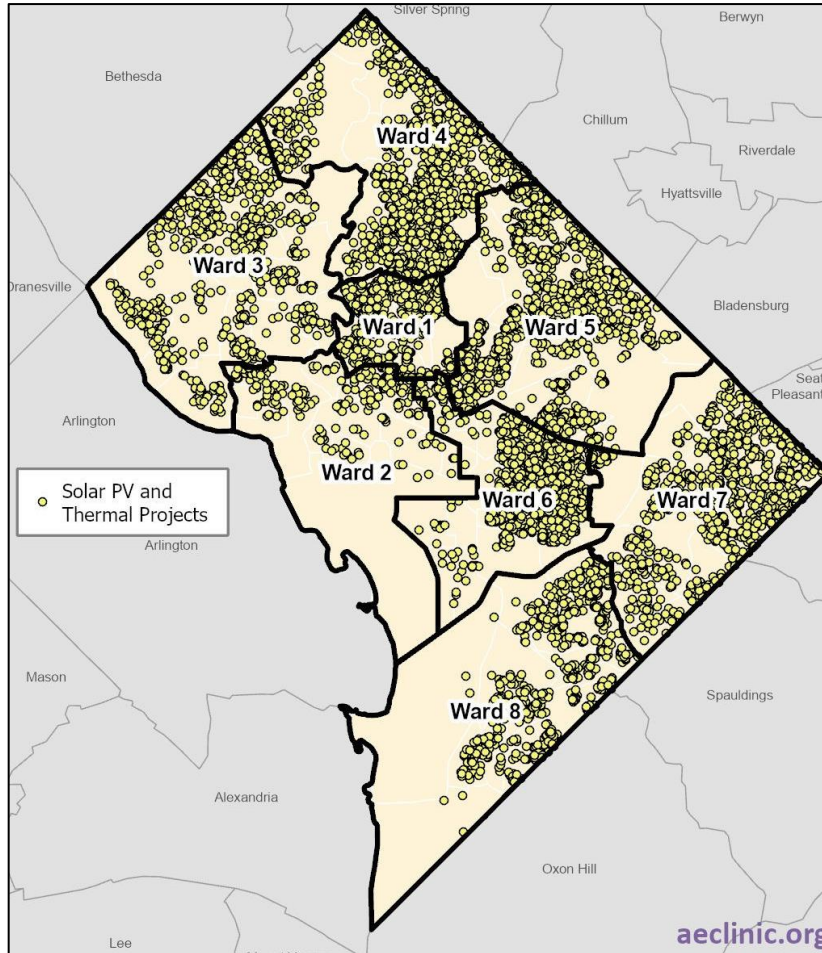 Silver Spring
Berwyn
Bethesda
Chillum
Ward 4
Riverdale
Hyattsville
Ward 3
Dranesville
Bladensburg
Ward 1
Ward 5
Seat
Pleasant
Arlington
Ward 2
Solar PV and
Thermal Projects
Ward 6
Ward 7
Arlington
Mason
Spauldings
Ward 8
Alexandria
Oxon Hill
aeclinic.org
Lee